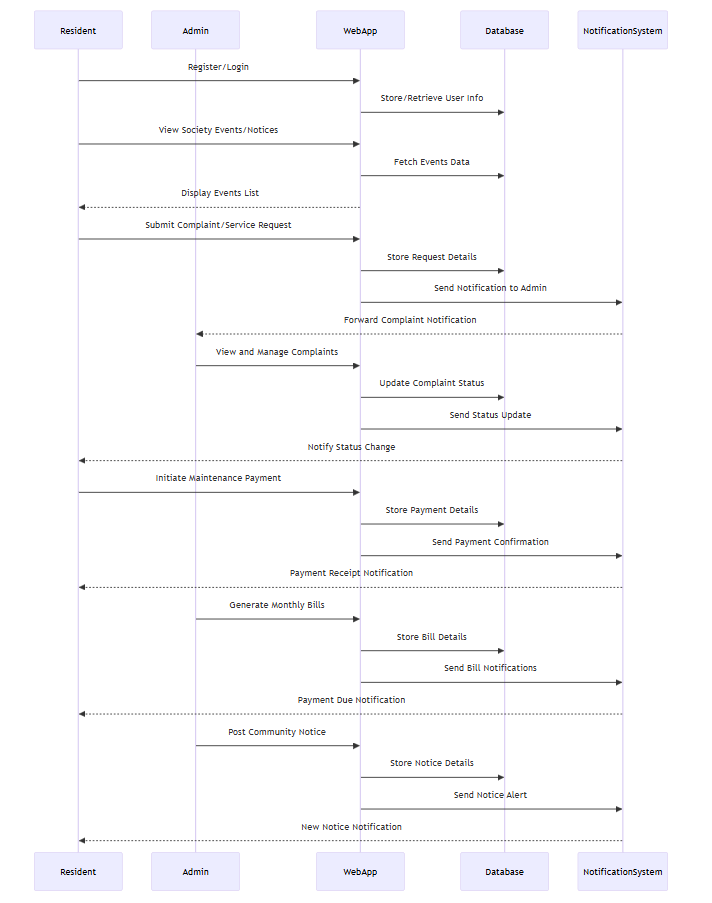 Resident
Admin
WebApp
Database
NotificationSystem
Register/Login
Store/Retrieve User Info
View Society Events/Notices
Fetch Events Data
Display Events List
Submit Complaint/Service Request
Store Request Details
Send Notification to Admin
Forward Complaint Notification
View and Manage Complaints
Update Complaint Status
Send Status Update
Notify Status Change
Initiate Maintenance Payment
Store Payment Details
Send Payment Confirmation
Payment Receipt Notification
Generate Monthly Bills
Store Bill Details
Send Bill Notifications
Payment Due Notification
Post Community Notice
Store Notice Details
Send Notice Alert
New Notice Notification
Resident
Admin
WebApp
Database
NotificationSystem